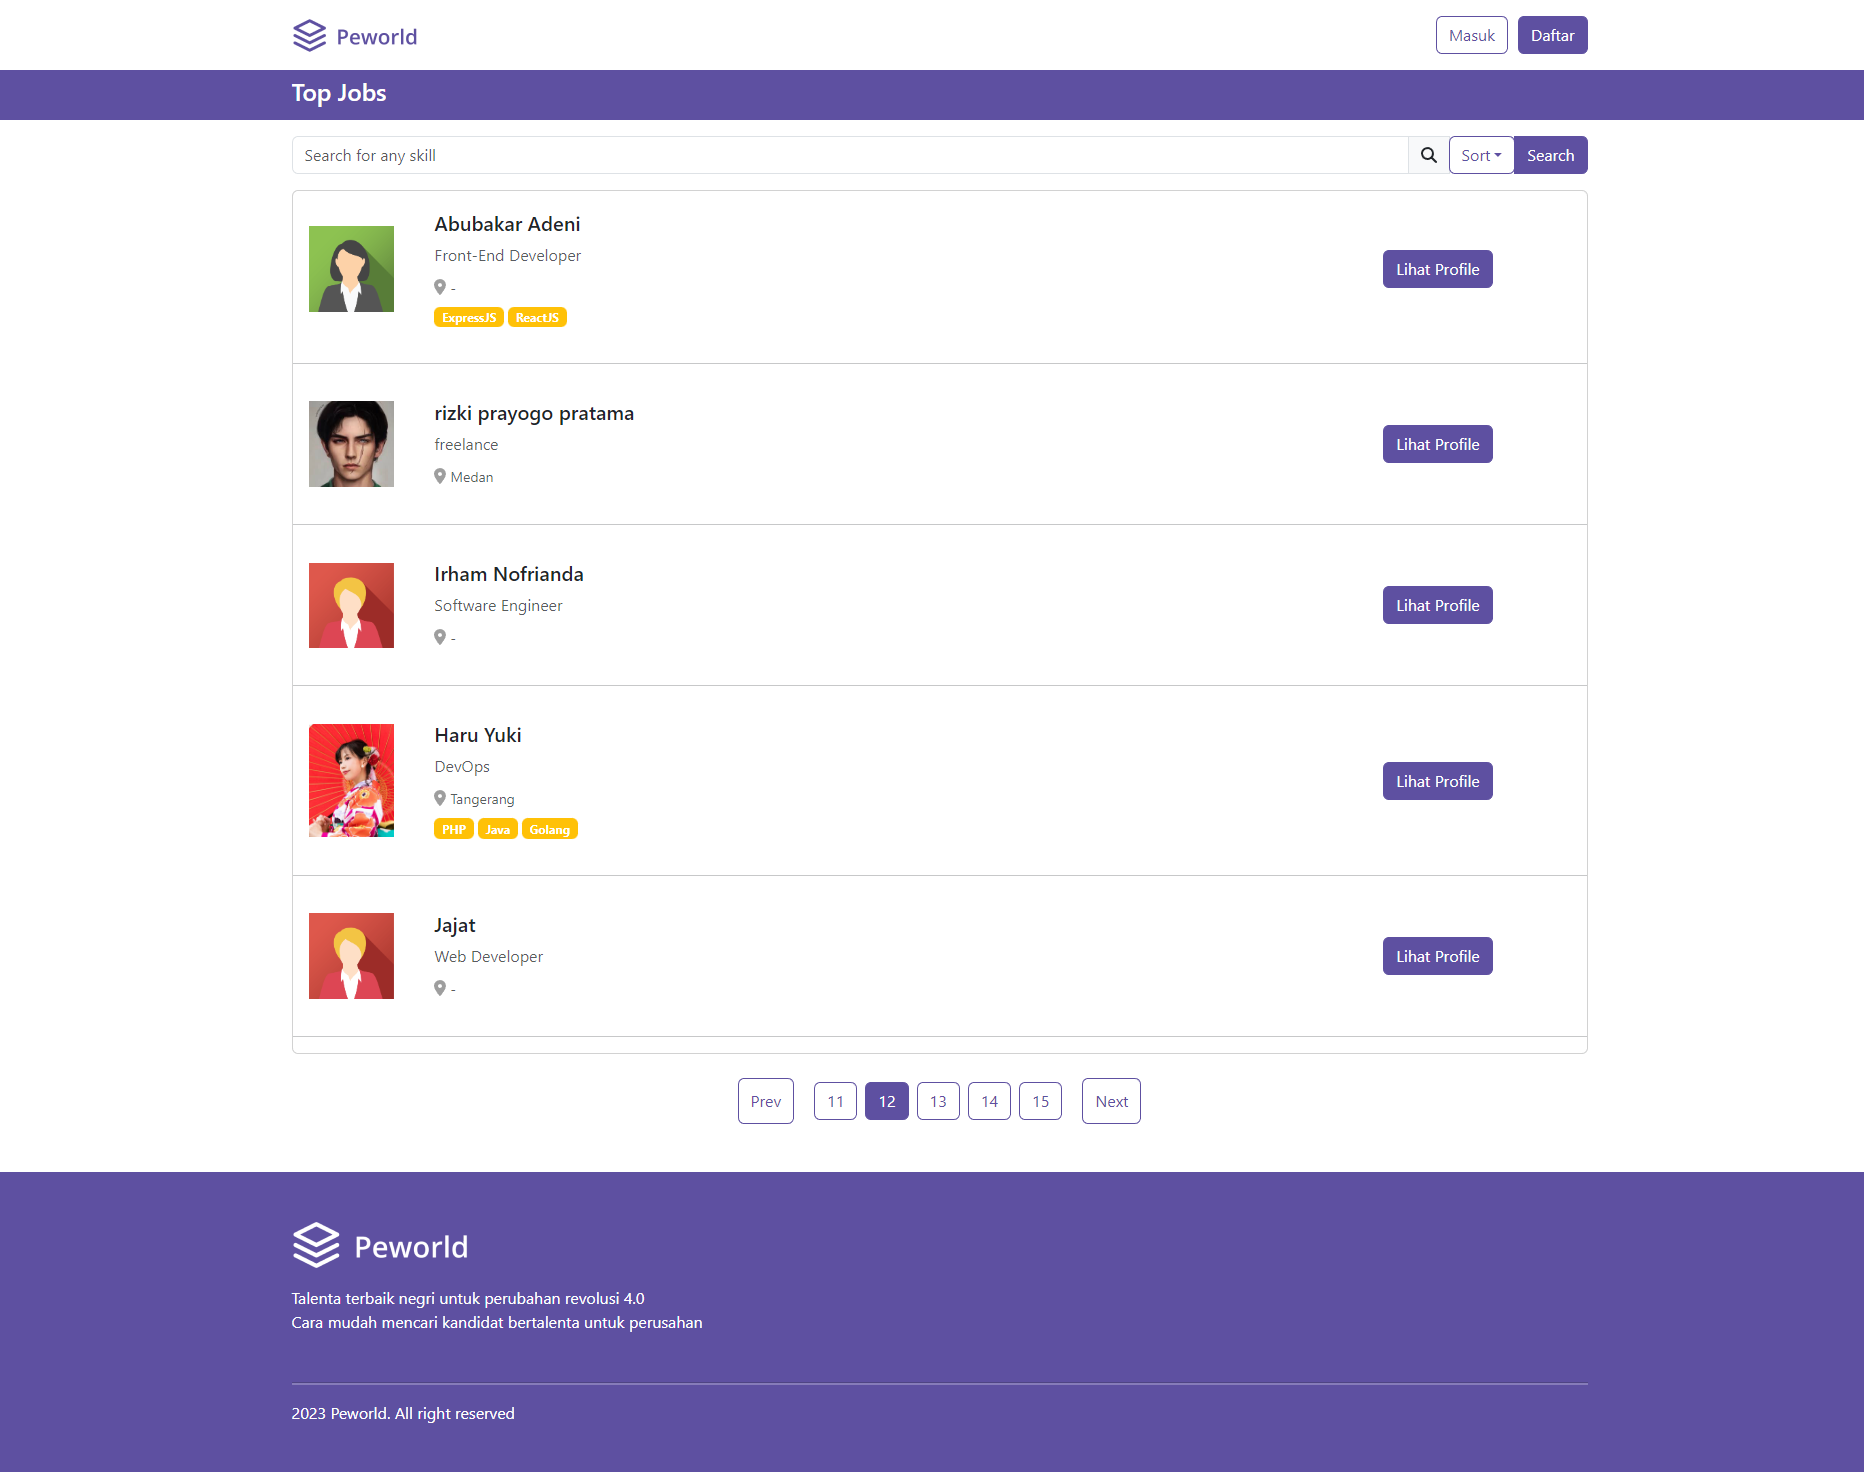 Peworld
Masuk
Daftar
Top Jobs
Search for any skill
Sort
Search
Abubakar Adeni
Front-End Developer
-
ExpressJS ReactJS
Lihat Profile
rizki prayogo pratama
freelance
Medan
Lihat Profile
Irham Nofrianda
Software Engineer
-
Lihat Profile
Haru Yuki
DevOps
Tangerang
PHP Java Golang
Lihat Profile
Jajat
Web Developer
-
Lihat Profile
Prev 11 12 13 14 15 Next
Peworld
Talenta terbaik negri untuk perubahan revolusi 4.0
Cara mudah mencari kandidat bertalenta untuk perusahan
2023 Peworld. All right reserved